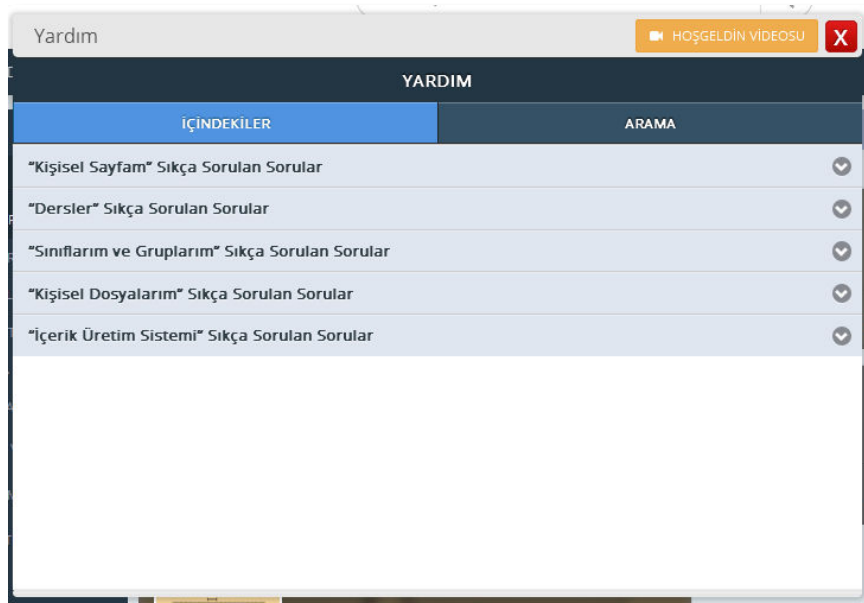 Yardım
HOŞGELDİN VİDEOSU
X
YARDIM
İÇİNDEKİLER
ARAMA
“Kişisel Sayfam” Sıkça Sorulan Sorular
“Dersler” Sıkça Sorulan Sorular
“Sınıflarım ve Gruplarım” Sıkça Sorulan Sorular
“Kişisel Dosyalarım” Sıkça Sorulan Sorular
“İçerik Üretim Sistemi” Sıkça Sorulan Sorular